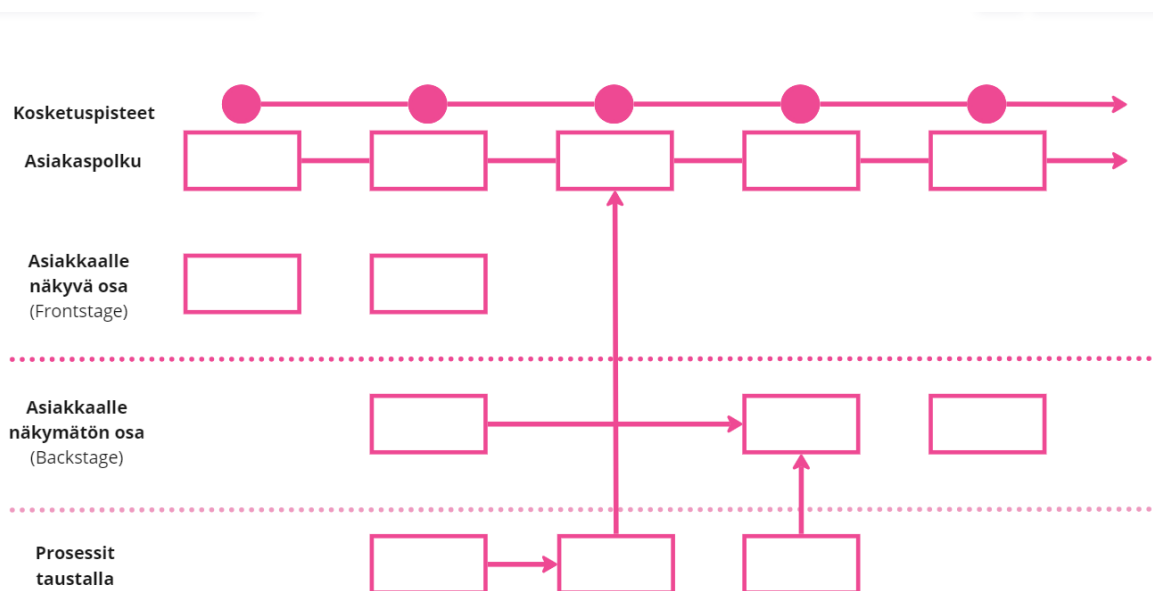 Kosketuspisteet
Asiakaspolku
Asiakkaalle
näkyvä osa
(Frontstage)
Asiakkaalle
näkymätön osa
(Backstage)
Prosessit
taustalla